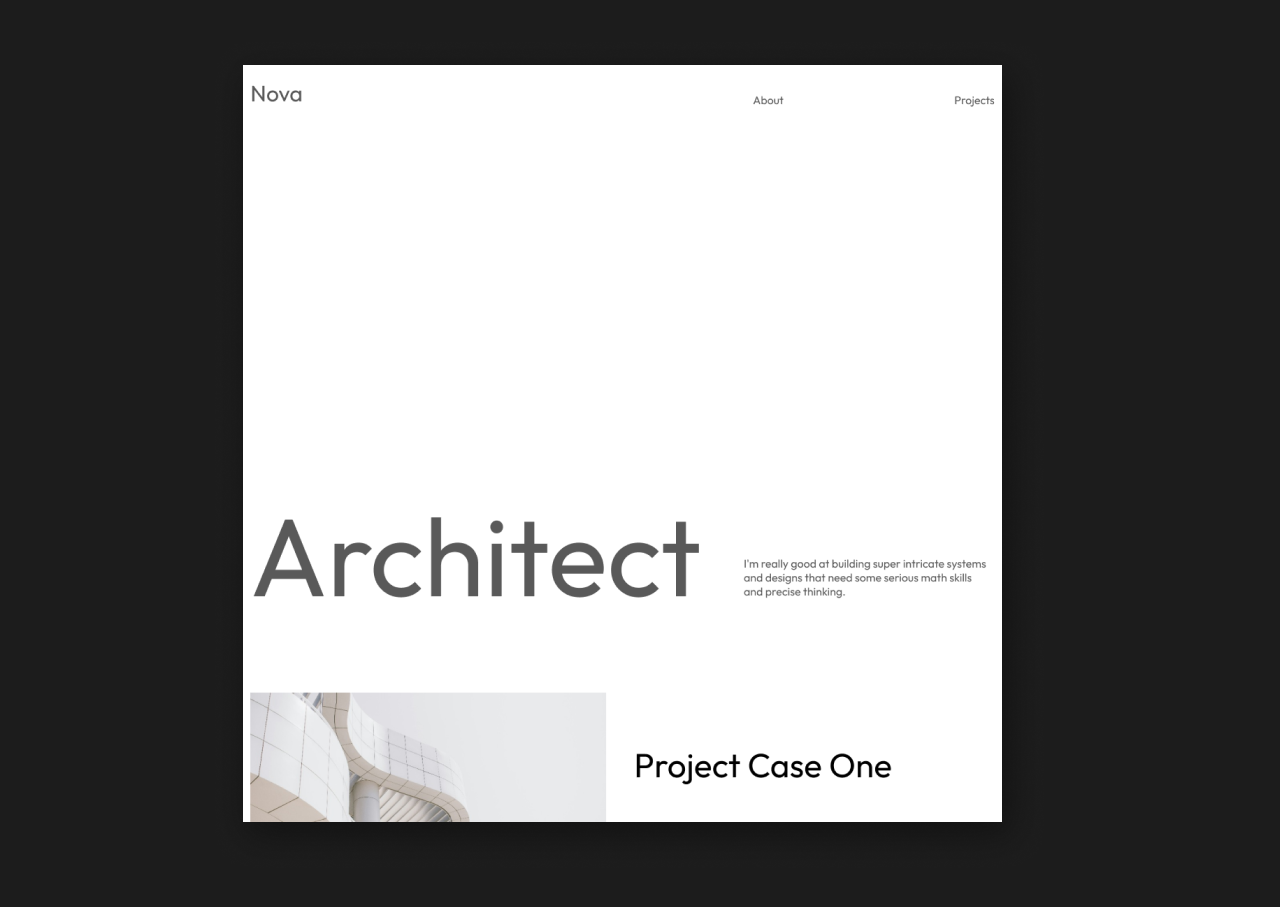 Nova
About
Projects
Architect
I'm really good at building super intricate systems
and designs that need some serious math skills
and precise thinking.
Project Case One